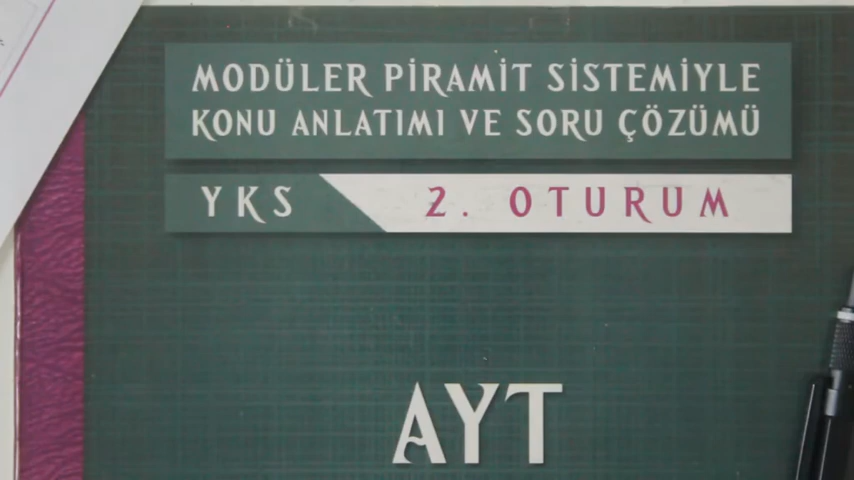 MODÜLER PİRAMİT SİSTEMİYLE
KONU ANLATIMI VE SORU ÇÖZÜMÜ
YKS 2. OTURUM
AYT